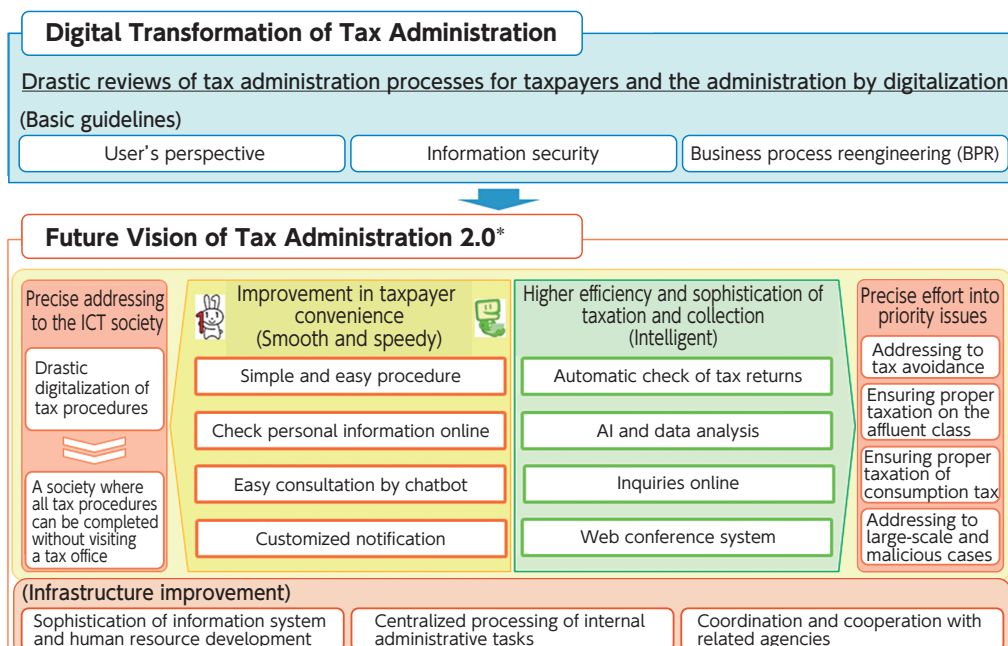 Digital Transformation of Tax Administration
Drastic reviews of tax administration processes for taxpayers and the administration by digitalization
(Basic guidelines)
User's perspective
Information security
Business process reengineering (BPR)
Future Vision of Tax Administration 2.0*
Precise addressing
to the ICT society
Drastic
digitalization of
tax procedures
A society where
all tax procedures
can be completed
without visiting
a tax office
Improvement in taxpayer
convenience
(Smooth and speedy)
Simple and easy procedure
Check personal information online
Easy consultation by chatbot
Customized notification
Higher efficiency and sophistication of
taxation and collection
(Intelligent)
Automatic check of tax returns
AI and data analysis
Inquiries online
Web conference system
Precise effort into
priority issues
Addressing to
tax avoidance
Ensuring proper
taxation on the
affluent class
Ensuring proper
taxation of
consumption tax
Addressing to
large-scale and
malicious cases
(Infrastructure improvement)
Sophistication of information system
and human resource development
Centralized processing of internal
administrative tasks
Coordination and cooperation with
related agencies